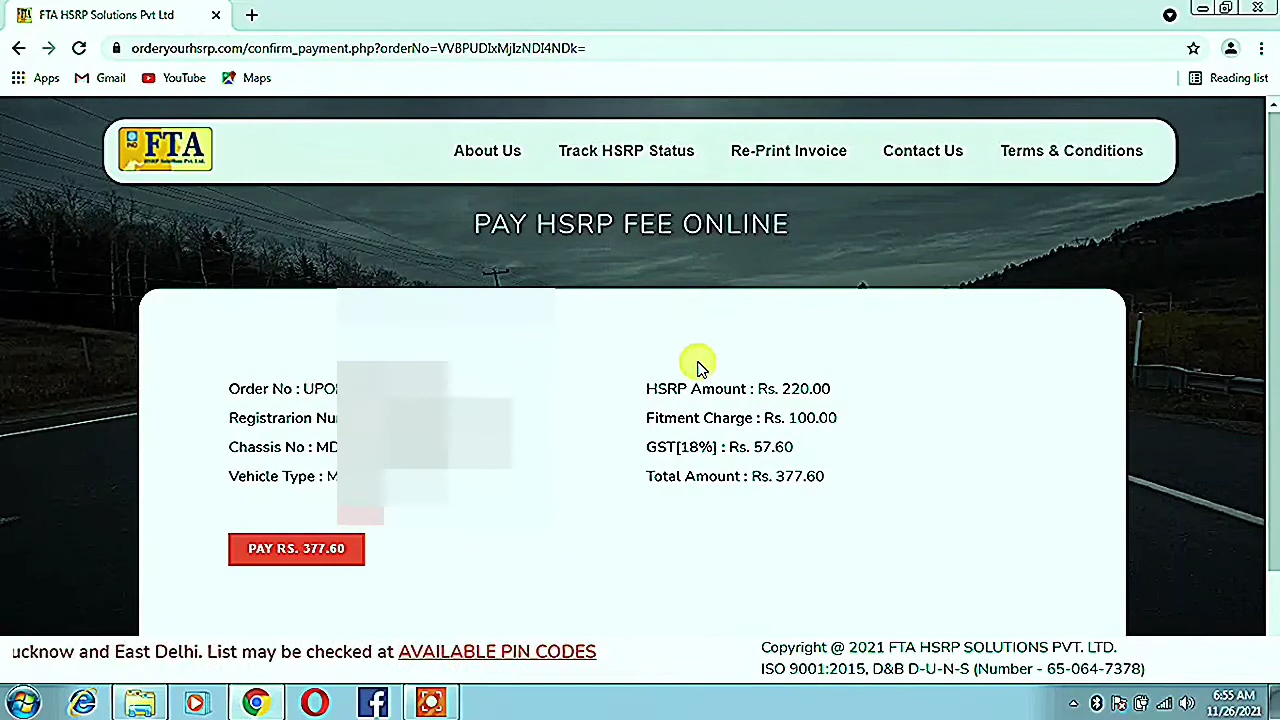 FTA HSRP Solutions Pvt Ltd
orderyourhsrp.com/confirm_payment.php?orderNo=VVBPUDIxMjIzNDI4NDk=
Apps Gmail YouTube Maps Reading list
FTA
HSRP Solutions Pvt. Ltd.
About Us Track HSRP Status Re-Print Invoice Contact Us Terms & Conditions
PAY HSRP FEE ONLINE
Order No : UPO
Registrarion Nu
Chassis No : MD
Vehicle Type : M
HSRP Amount : Rs. 220.00
Fitment Charge : Rs. 100.00
GST[18%] : Rs. 57.60
Total Amount : Rs. 377.60
PAY RS. 377.60
ucknow and East Delhi. List may be checked at AVAILABLE PIN CODES
Copyright @ 2021 FTA HSRP SOLUTIONS PVT. LTD.
ISO 9001:2015, D&B D-U-N-S (Number - 65-064-7378)
6:55 AM
11/26/2021